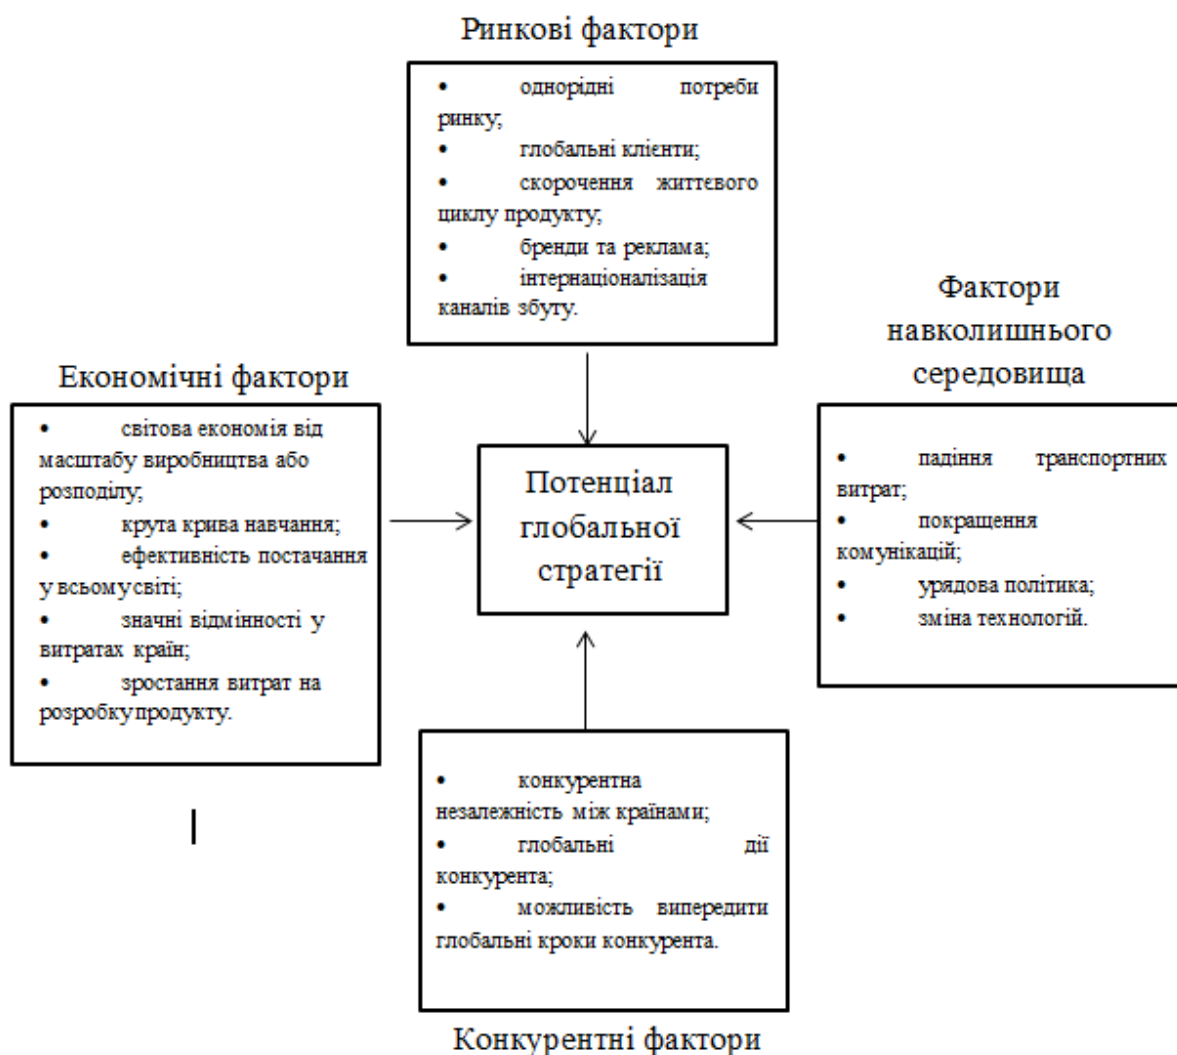 Ринкові фактори
• однорідні потреби
ринку;
• глобальні клієнти;
• скорочення життєвого
циклу продукту;
• бренди та реклама;
• інтернаціоналізація
каналів збуту.
Економічні фактори
• світова економія від
масштабу виробництва або
розподілу;
• крута крива навчання;
• ефективність постачання
у всьому світі;
• значні відмінності у
витратах країн;
• зростання витрат на
розробку продукту.
Потенціал
глобальної
стратегії
Фактори
навколишнього
середовища
• падіння транспортних
витрат;
• покращення
комунікацій;
• урядова політика;
• зміна технологій.
• конкурентна
незалежність між країнами;
• глобальні дії
конкурента;
• можливість випередити
глобальні кроки конкурента.
Конкурентні фактори